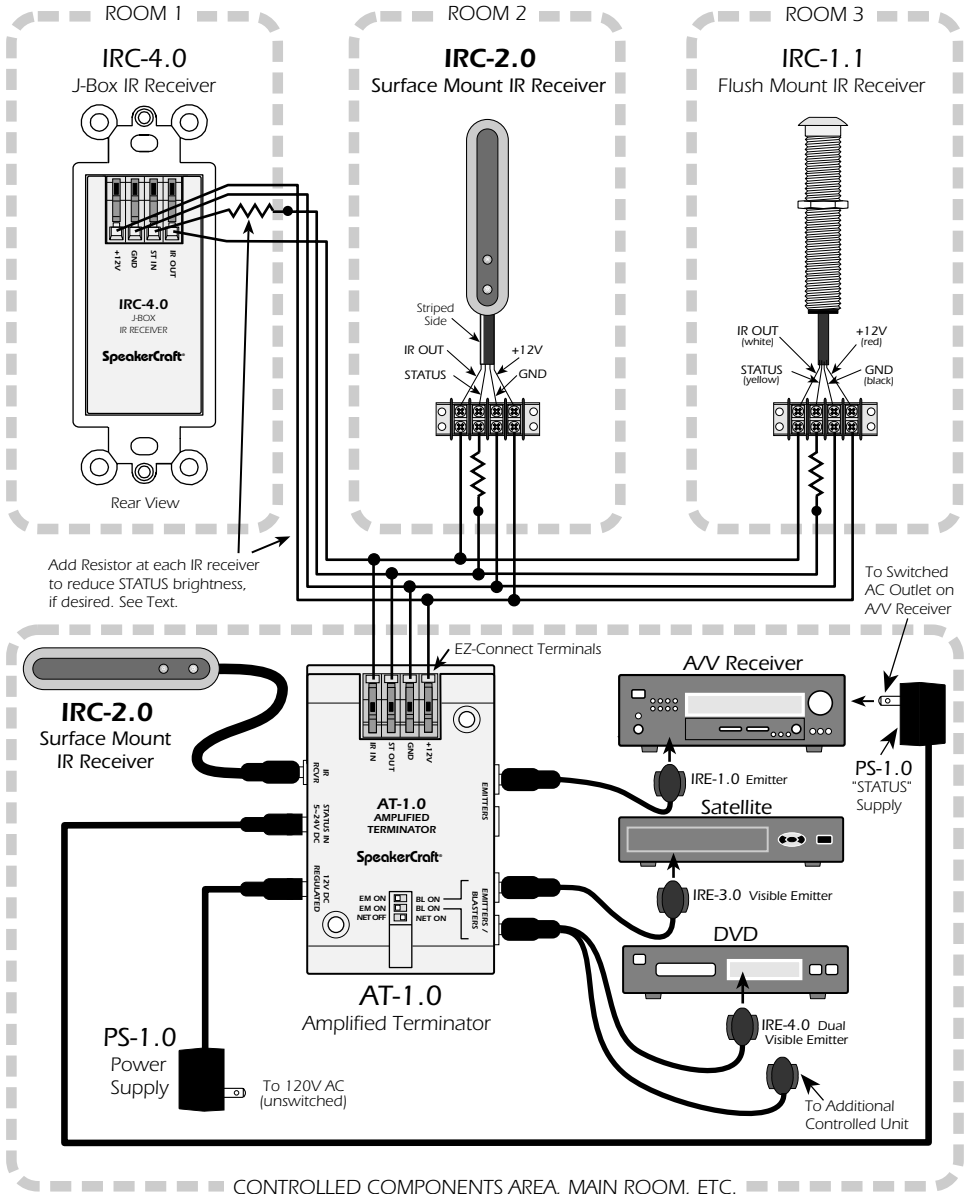 ROOM 1
IRC-4.0
J-Box IR Receiver
+12V
GND
ST IN
IR OUT
IRC-4.0
J-BOX
IR RECEIVER
SpeakerCraft®
Rear View
ROOM 2
IRC-2.0
Surface Mount IR Receiver
Striped
Side
IR OUT
+12V
STATUS
GND
ROOM 3
IRC-1.1
Flush Mount IR Receiver
IR OUT
(white)
+12V
(red)
STATUS
(yellow)
GND
(black)
Add Resistor at each IR receiver
to reduce STATUS brightness,
if desired. See Text.
To Switched
AC Outlet on
A/V Receiver
EZ-Connect Terminals
IRC-2.0
Surface Mount
IR Receiver
IR IN
ST OUT
GND
+12V
IR
RCVR
STATUS IN
5~24V DC
12V DC
REGULATED
EMITTERS
AT-1.0
AMPLIFIED
TERMINATOR
SpeakerCraft®
EM ON
BL ON
EM ON
BL ON
NET OFF
NET ON
EMITTERS /
BLASTERS
AT-1.0
Amplified Terminator
PS-1.0
Power
Supply
To 120V AC
(unswitched)
A/V Receiver
IRE-1.0 Emitter
PS-1.0
"STATUS"
Supply
Satellite
IRE-3.0 Visible Emitter
DVD
IRE-4.0 Dual
Visible Emitter
To Additional
Controlled Unit
CONTROLLED COMPONENTS AREA, MAIN ROOM, ETC.